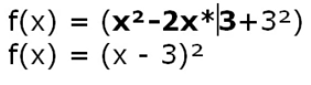 f(x) = (x²-2x*3+3²)
f(x) = (x - 3)²